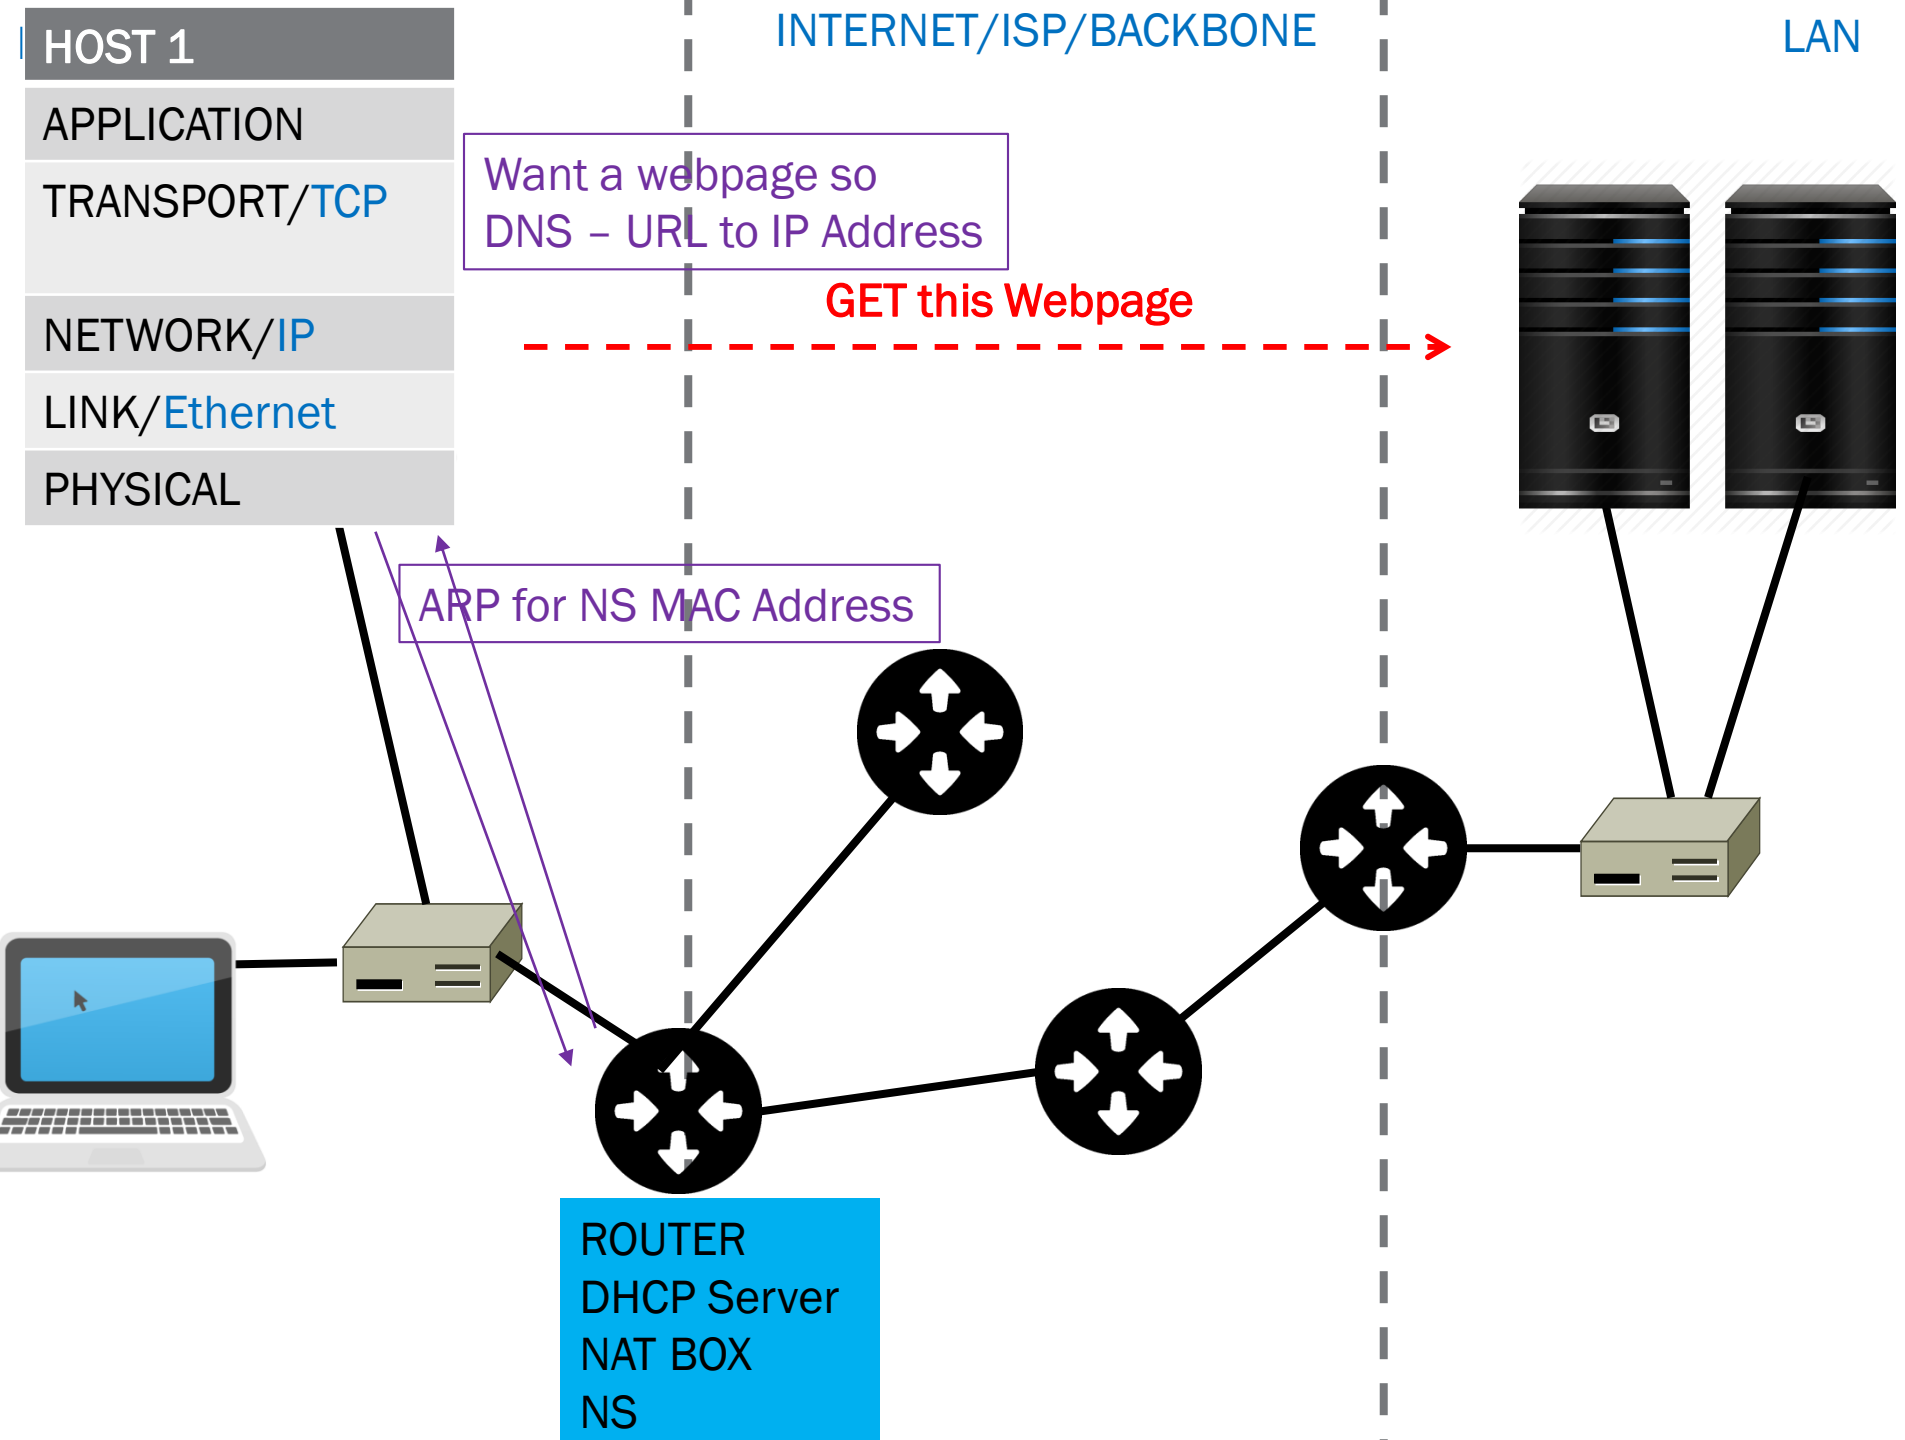 HOST 1
APPLICATION
TRANSPORT/TCP
NETWORK/IP
LINK/Ethernet
PHYSICAL
INTERNET/ISP/BACKBONE
LAN
Want a webpage so
DNS – URL to IP Address
GET this Webpage
ARP for NS MAC Address
ROUTER
DHCP Server
NAT BOX
NS